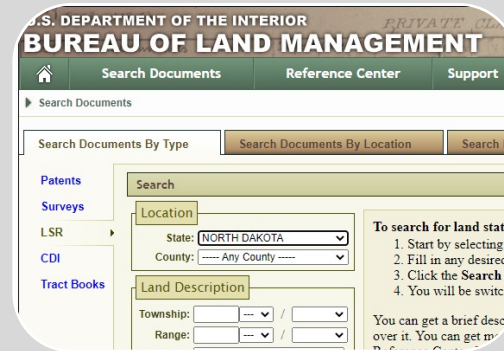 U.S. DEPARTMENT OF THE INTERIOR
PRIVATE
BUREAU OF LAND MANAGEMENT
Search Documents Reference Center Support
Search Documents
Search Documents By Type Search Documents By Location Search
Patents
Surveys
LSR
CDI
Tract Books
Search
Location
State: NORTH DAKOTA
County: ----- Any County -----
Land Description
Township: --- /
Range: --- /
To search for land stat
1. Start by selecting
2. Fill in any desired
3. Click the Search
4. You will be switc
You can get a brief desc
over it. You can get